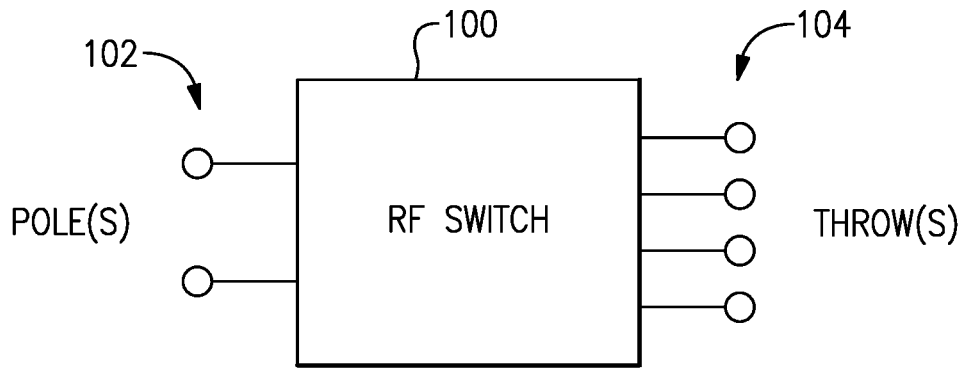 100
102
104
POLE(S)
RF SWITCH
THROW(S)